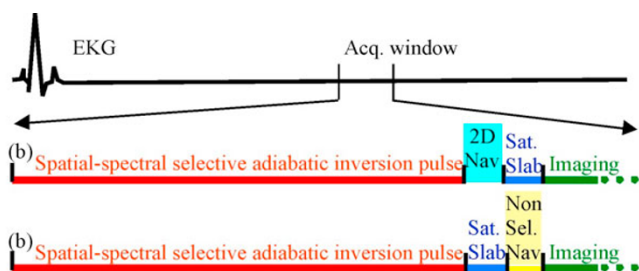 EKG
Acq. window
(b) Spatial-spectral selective adiabatic inversion pulse 2D Nav Sat. Slab Imaging
(b) Spatial-spectral selective adiabatic inversion pulse Sat. Slab Non Sel. Nav Imaging